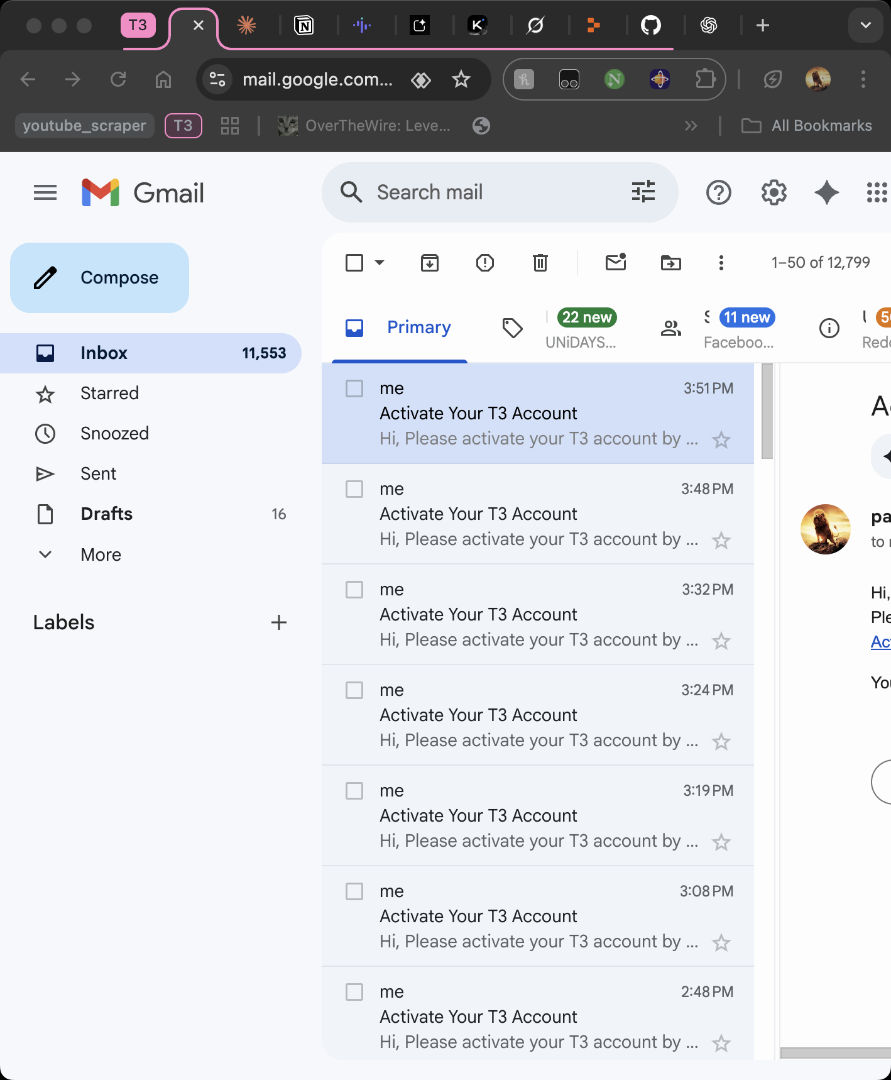 T3
mail.google.com...
youtube_scraper
T3
OverTheWire: Leve...
All Bookmarks
Gmail
Search mail
Compose
1–50 of 12,799
Primary
22 new
UNiDAYS...
11 new
Faceboo...
Inbox 11,553
Starred
Snoozed
Sent
Drafts 16
More
Labels
me 3:51 PM
Activate Your T3 Account
Hi, Please activate your T3 account by ...
me 3:48 PM
Activate Your T3 Account
Hi, Please activate your T3 account by ...
me 3:32 PM
Activate Your T3 Account
Hi, Please activate your T3 account by ...
me 3:24 PM
Activate Your T3 Account
Hi, Please activate your T3 account by ...
me 3:19 PM
Activate Your T3 Account
Hi, Please activate your T3 account by ...
me 3:08 PM
Activate Your T3 Account
Hi, Please activate your T3 account by ...
me 2:48 PM
Activate Your T3 Account
Hi, Please activate your T3 account by ...
pa
to
Hi,
Ple
Ac
You